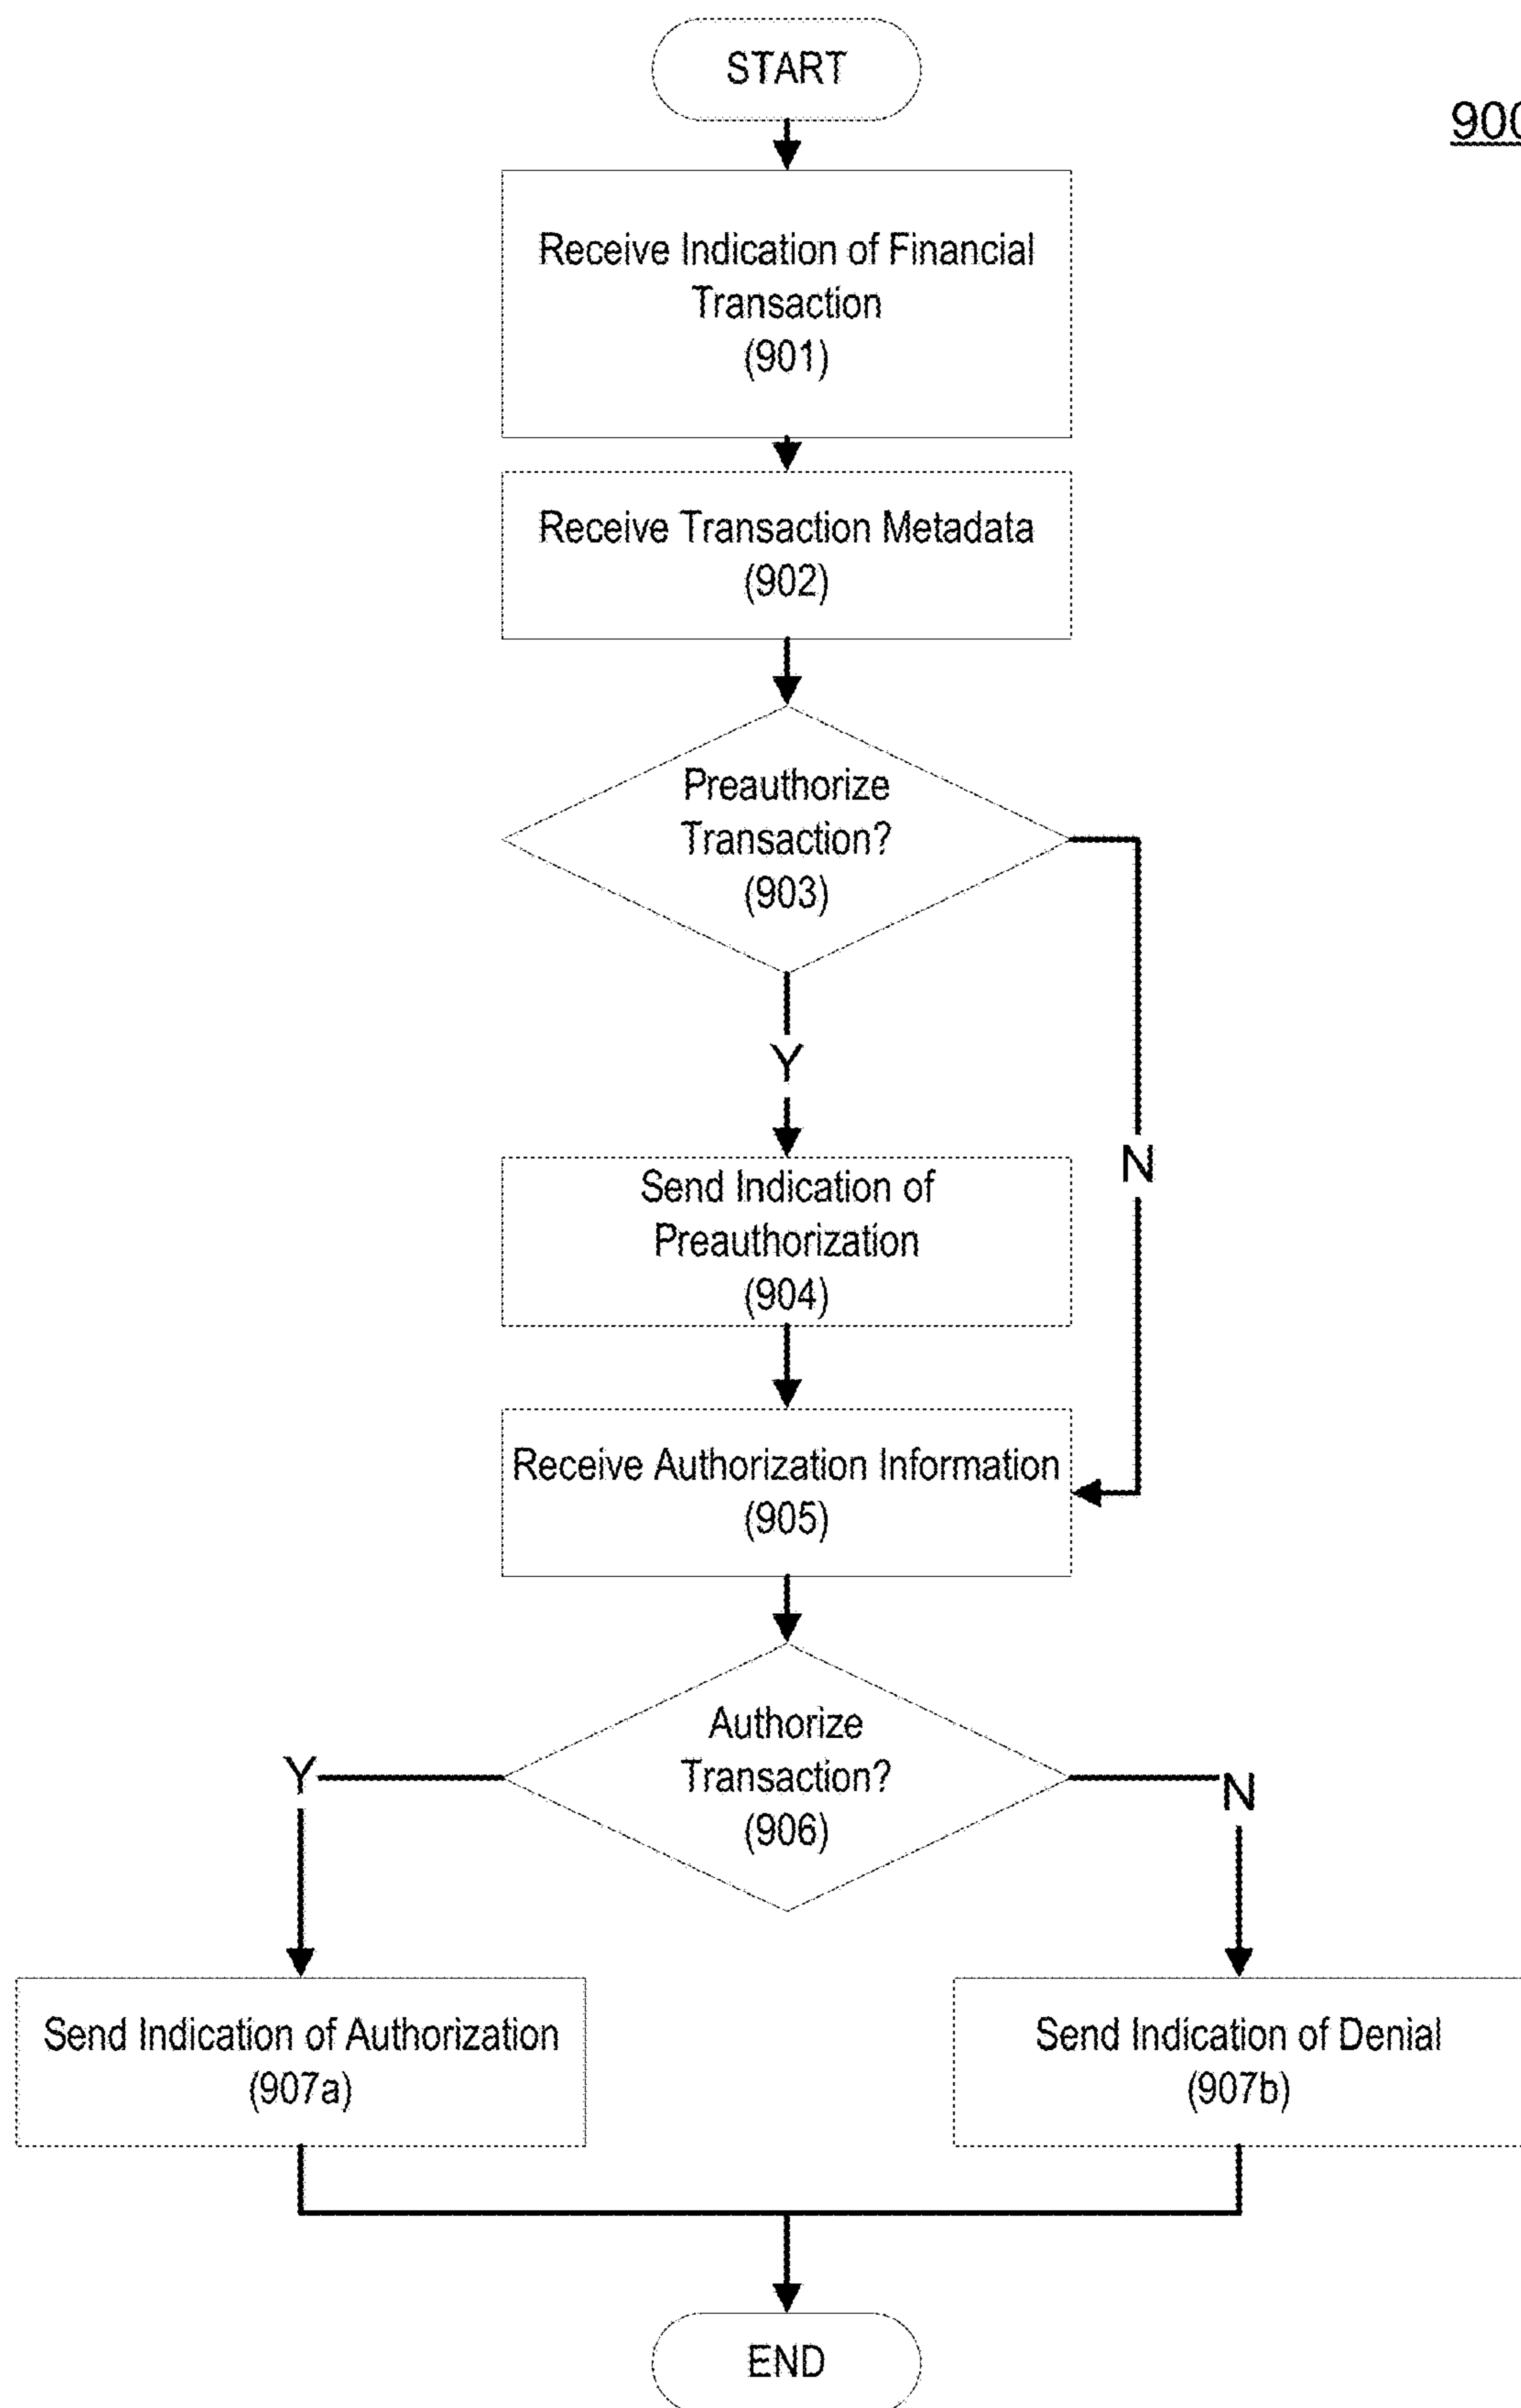 START
900
Receive Indication of Financial
Transaction
(901)
Receive Transaction Metadata
(902)
Preauthorize
Transaction?
(903)
Y
N
Send Indication of
Preauthorization
(904)
Receive Authorization Information
(905)
Authorize
Transaction?
(906)
Y
N
Send Indication of Authorization
(907a)
Send Indication of Denial
(907b)
END